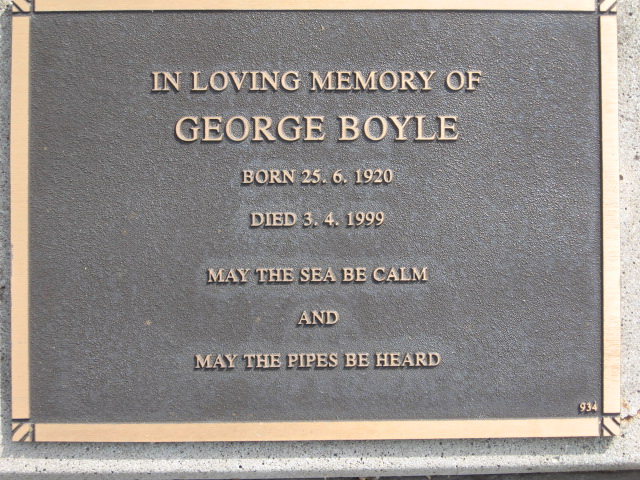 IN LOVING MEMORY OF
GEORGE BOYLE
BORN 25. 6. 1920
DIED 3. 4. 1999
MAY THE SEA BE CALM
AND
MAY THE PIPES BE HEARD
934